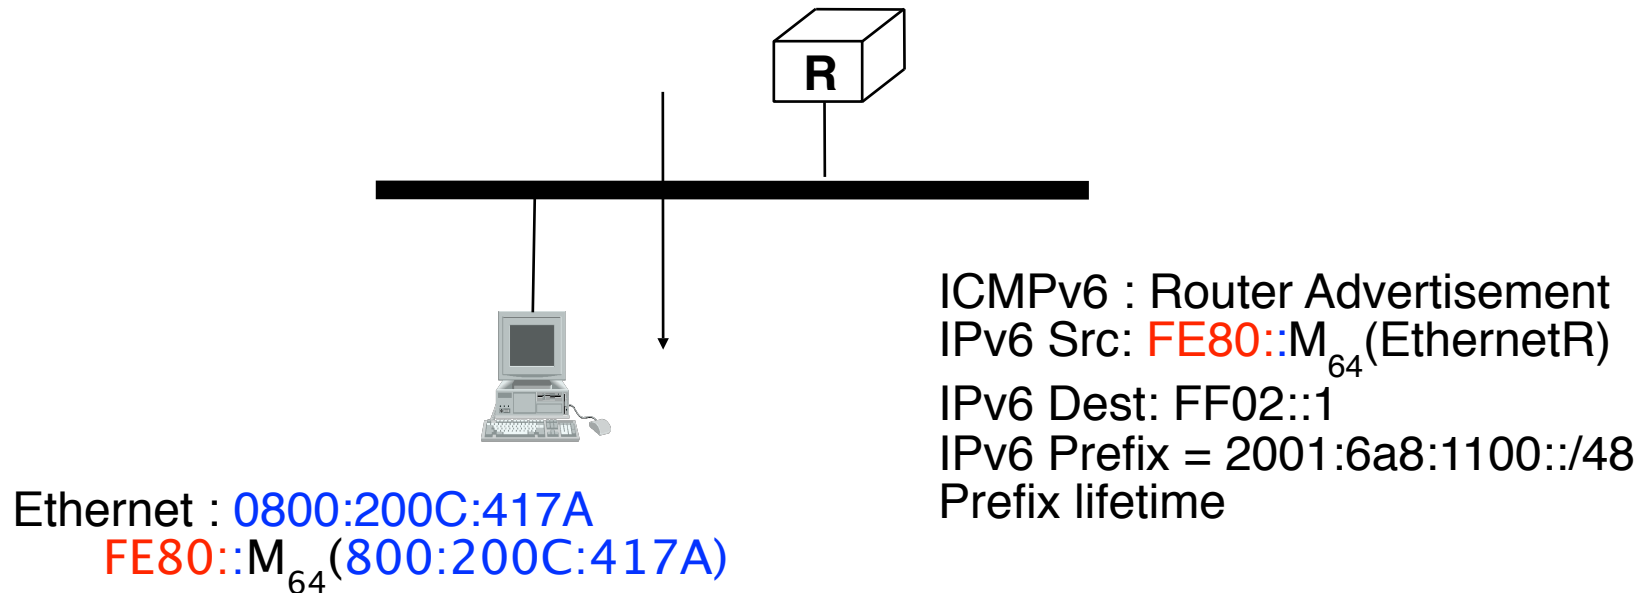 R
ICMPv6 : Router Advertisement
IPv6 Src: FE80::M64(EthernetR)
IPv6 Dest: FF02::1
IPv6 Prefix = 2001:6a8:1100::/48
Prefix lifetime
Ethernet : 0800:200C:417A
FE80::M64(800:200C:417A)